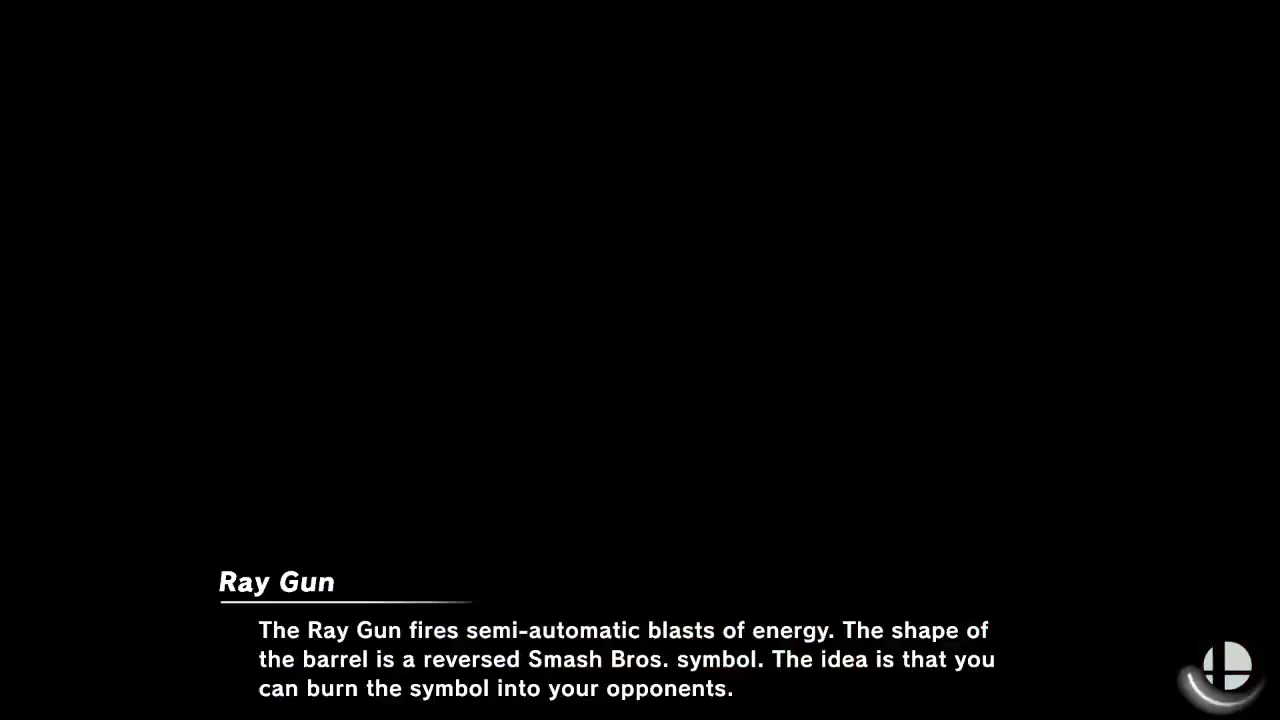 Ray Gun
The Ray Gun fires semi-automatic blasts of energy. The shape of
the barrel is a reversed Smash Bros. symbol. The idea is that you
can burn the symbol into your opponents.